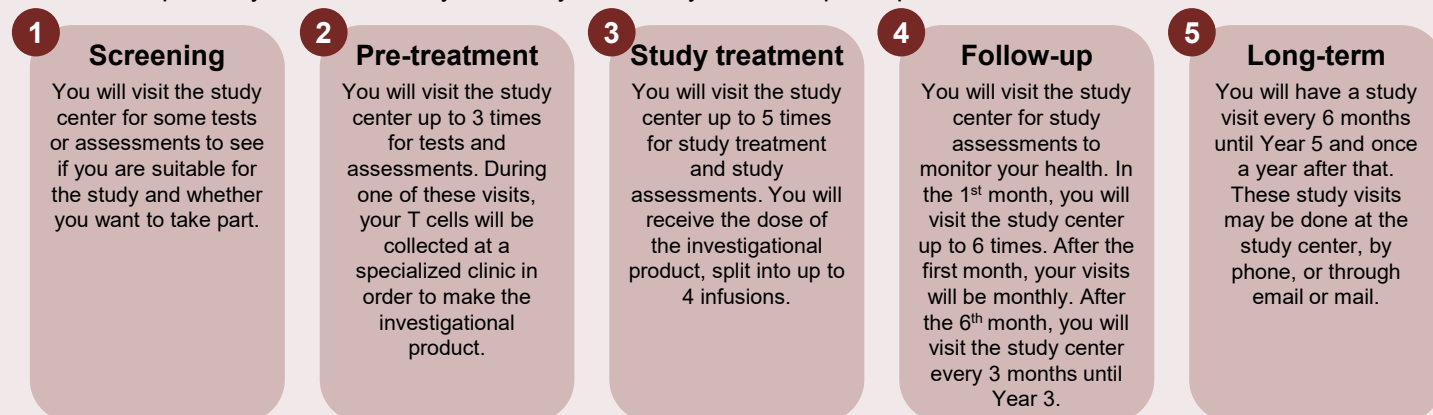 1
Screening
You will visit the study
center for some tests
or assessments to see
if you are suitable for
the study and whether
you want to take part.
2
Pre-treatment
You will visit the study
center up to 3 times
for tests and
assessments. During
one of these visits,
your T cells will be
collected at a
specialized clinic in
order to make the
investigational
product.
3
Study treatment
You will visit the study
center up to 5 times
for study treatment
and study
assessments. You will
receive the dose of
the investigational
product, split into up to
4 infusions.
4
Follow-up
You will visit the study
center for study
assessments to
monitor your health. In
the 1st month, you will
visit the study center
up to 6 times. After the
first month, your visits
will be monthly. After
the 6th month, you will
visit the study center
every 3 months until
Year 3.
5
Long-term
You will have a study
visit every 6 months
until Year 5 and once
a year after that.
These study visits
may be done at the
study center, by
phone, or through
email or mail.